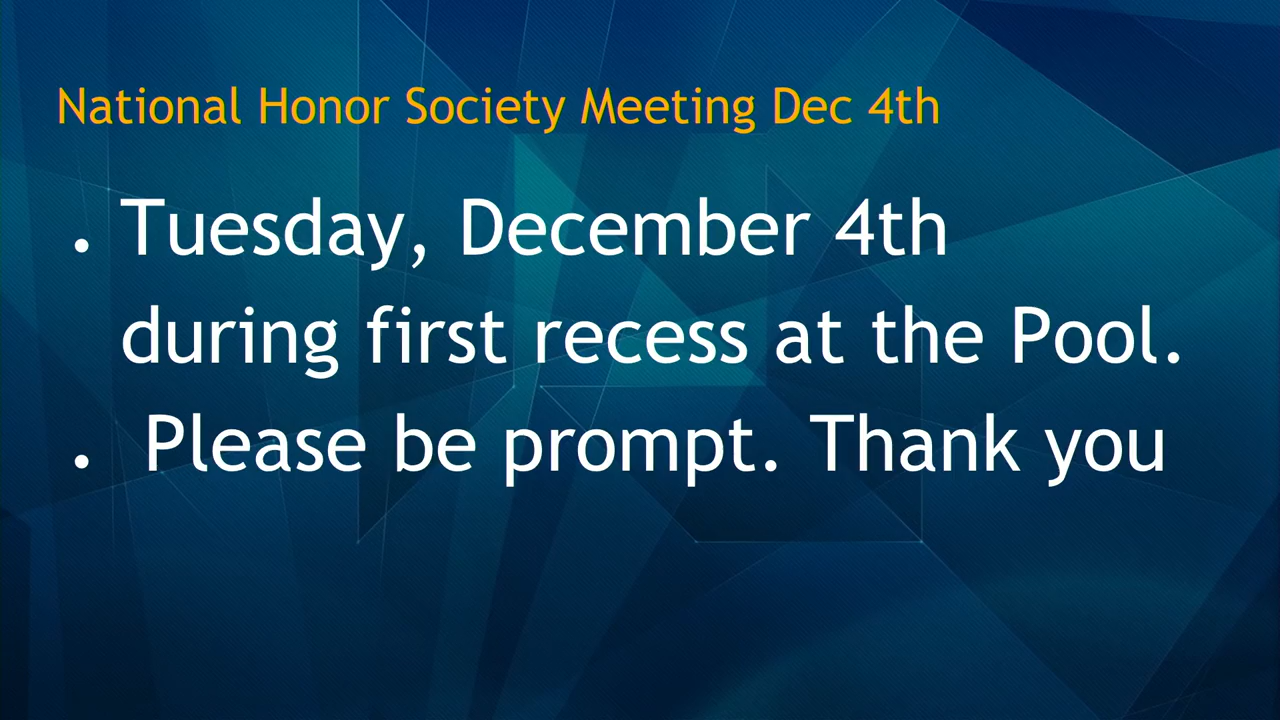 National Honor Society Meeting Dec 4th
• Tuesday, December 4th
during first recess at the Pool.
• Please be prompt. Thank you